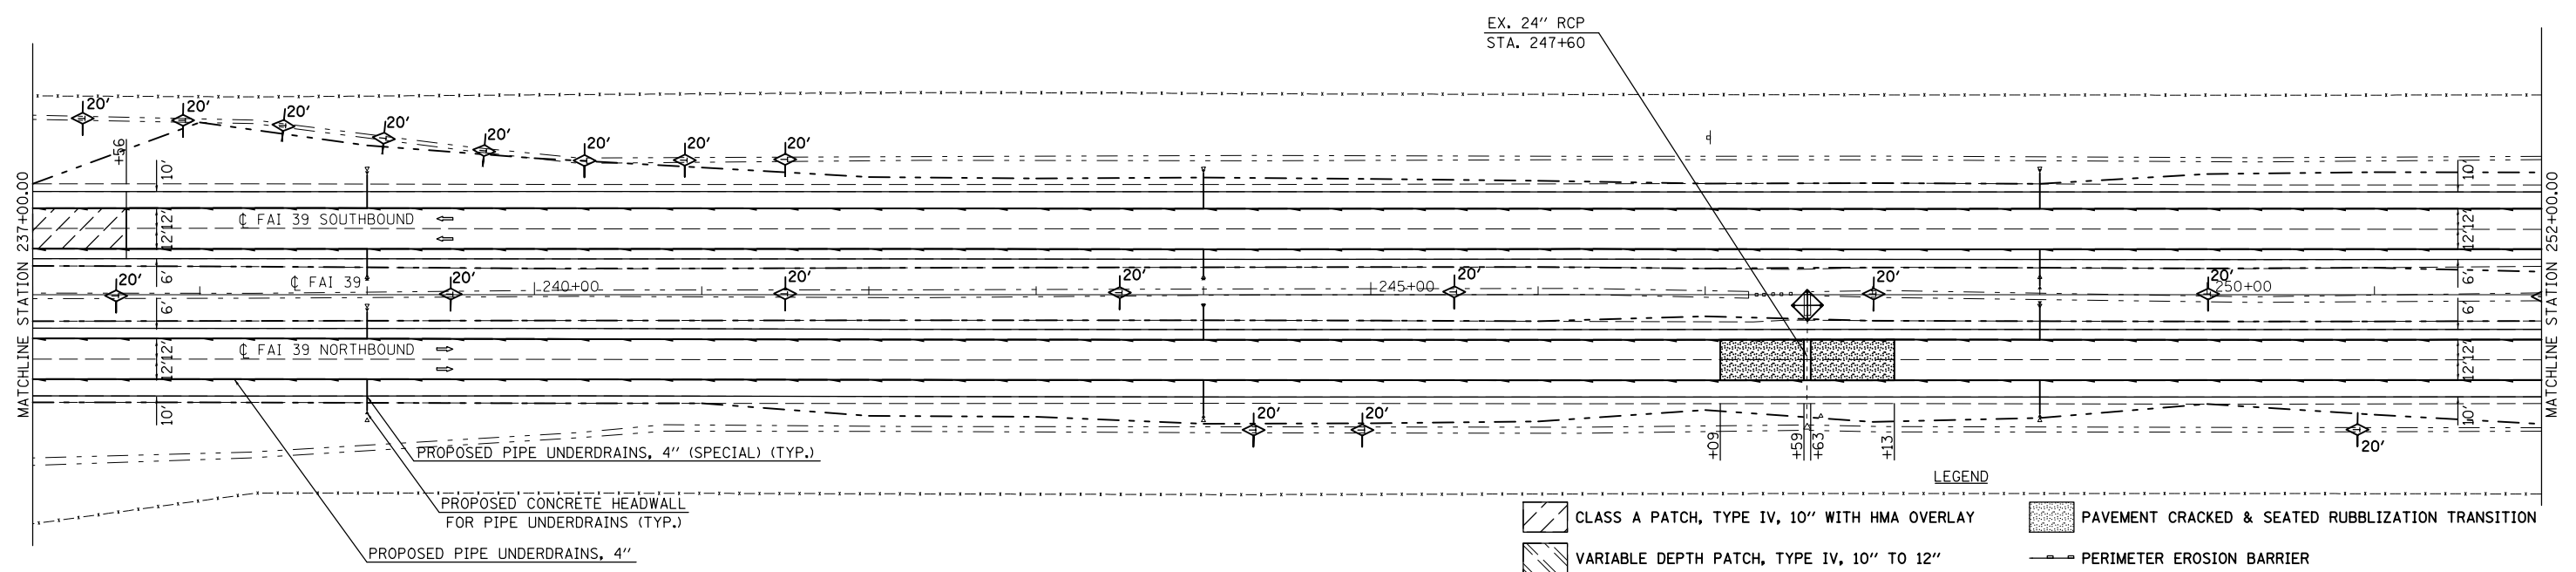 EX. 24" RCP
STA. 247+60
20' 20' 20' 20' 20' 20' 20' 20'
+56
10' 10'
MATCHLINE STATION 237+00.00
MATCHLINE STATION 252+00.00
12' 12' ℄ FAI 39 SOUTHBOUND 12' 12'
20' 6' ℄ FAI 39 20' 240+00 20' 20' 245+00 20' 20' 20' 250+00 6'
6' 6'
12' 12' ℄ FAI 39 NORTHBOUND 12' 12'
10' 20' 20' 10'
+09 +59 +63 +13 20'
PROPOSED PIPE UNDERDRAINS, 4" (SPECIAL) (TYP.)
PROPOSED CONCRETE HEADWALL
FOR PIPE UNDERDRAINS (TYP.)
PROPOSED PIPE UNDERDRAINS, 4"
LEGEND
CLASS A PATCH, TYPE IV, 10" WITH HMA OVERLAY
PAVEMENT CRACKED & SEATED RUBBLIZATION TRANSITION
VARIABLE DEPTH PATCH, TYPE IV, 10" TO 12"
PERIMETER EROSION BARRIER